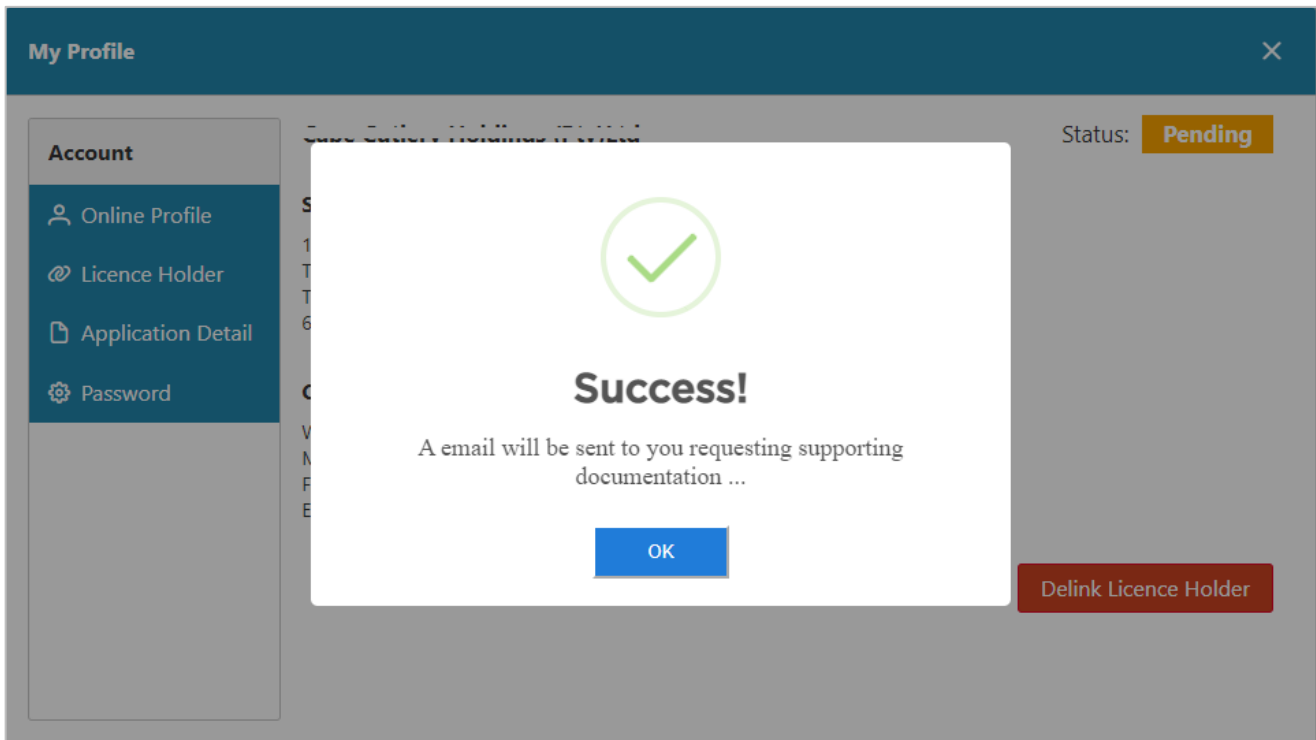 My Profile
Account
Status: Pending
Online Profile
Licence Holder
Application Detail
Password
Success!
A email will be sent to you requesting supporting
documentation ...
OK
Delink Licence Holder